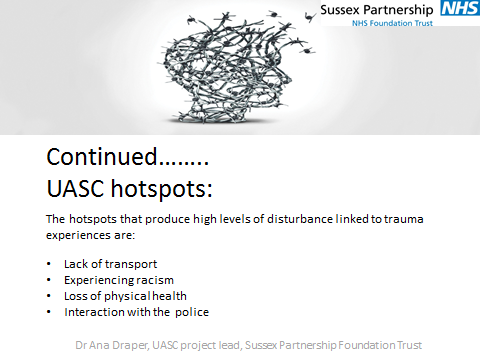 Sussex Partnership NHS
NHS Foundation Trust
Continued……..
UASC hotspots:
The hotspots that produce high levels of disturbance linked to trauma
experiences are:
• Lack of transport
• Experiencing racism
• Loss of physical health
• Interaction with the police
Dr Ana Draper, UASC project lead, Sussex Partnership Foundation Trust